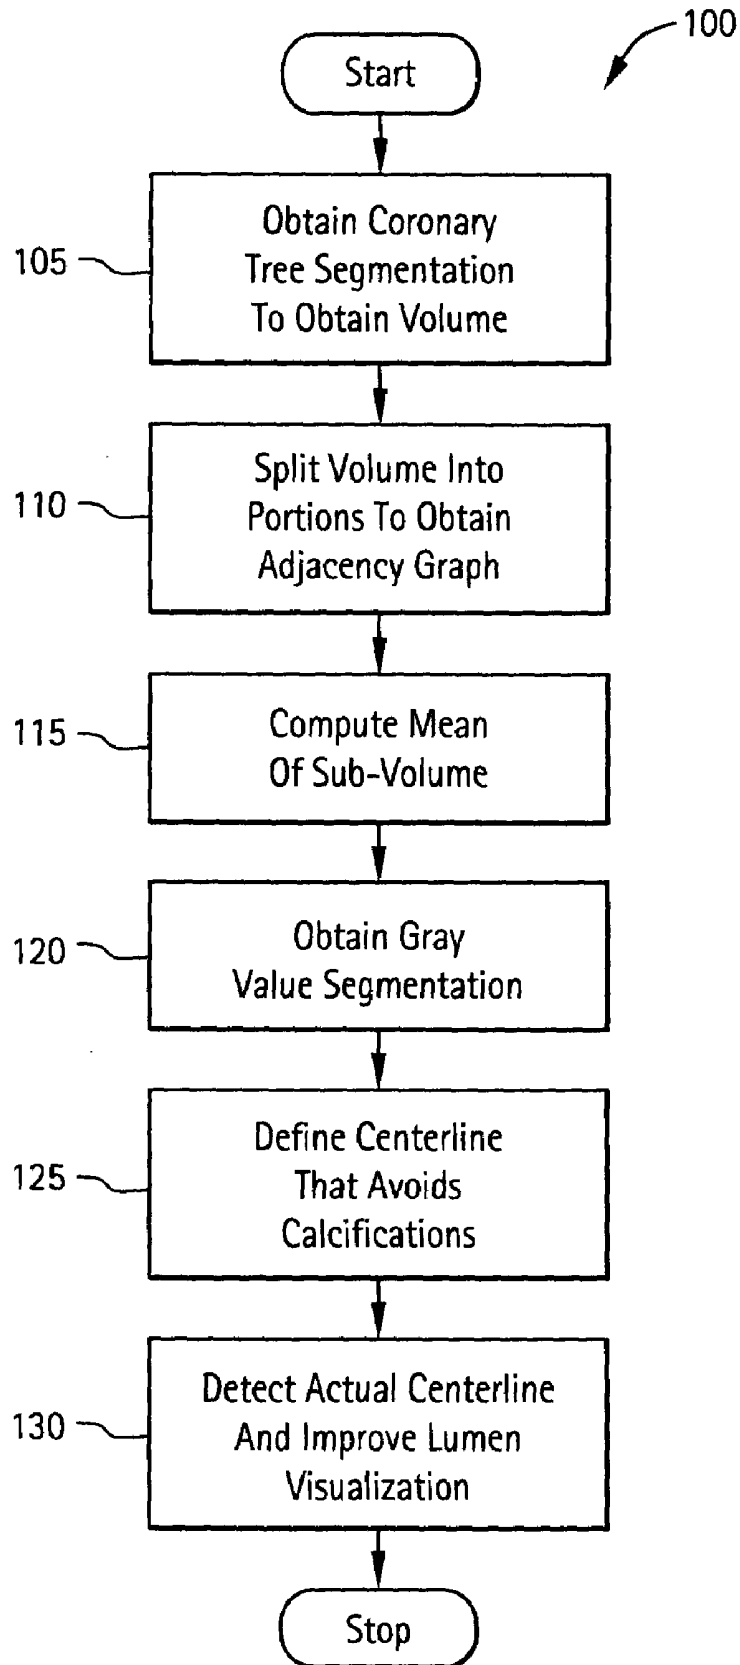 100
Start
105
Obtain Coronary
Tree Segmentation
To Obtain Volume
110
Split Volume Into
Portions To Obtain
Adjacency Graph
115
Compute Mean
Of Sub-Volume
120
Obtain Gray
Value Segmentation
125
Define Centerline
That Avoids
Calcifications
130
Detect Actual Centerline
And Improve Lumen
Visualization
Stop